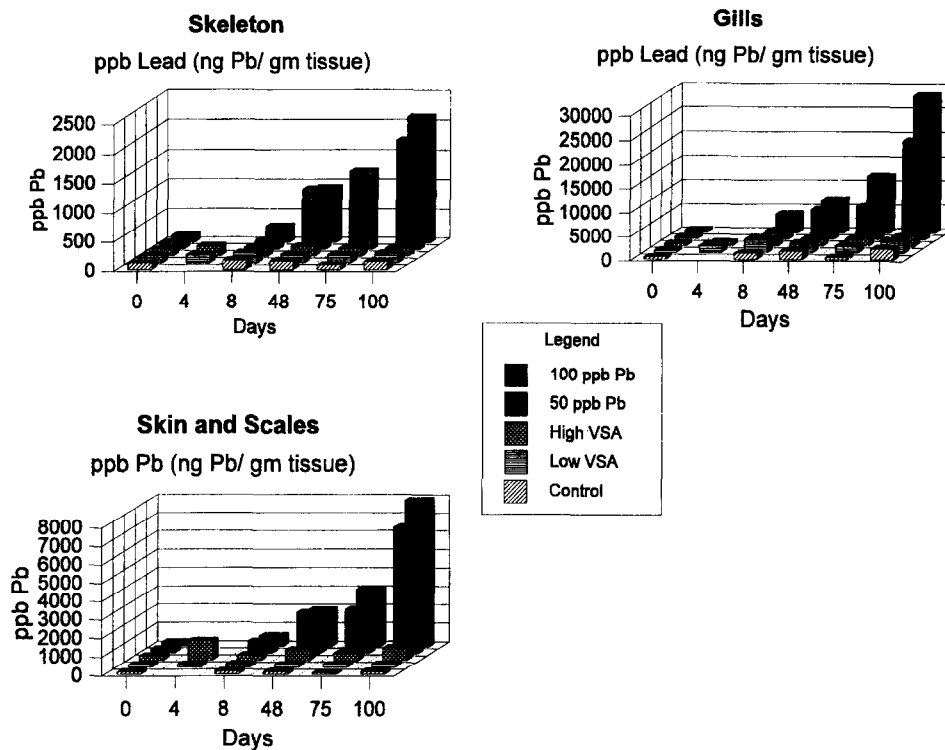 Skeleton
ppb Lead (ng Pb/ gm tissue)
2500
2000
1500
1000
500
0
ppb Pb
0 4 8 48 75 100
Days
Gills
ppb Lead (ng Pb/ gm tissue)
30000
25000
20000
15000
10000
5000
0
ppb Pb
0 4 8 48 75 100
Days
Legend
100 ppb Pb
50 ppb Pb
High VSA
Low VSA
Control
Skin and Scales
ppb Pb (ng Pb/ gm tissue)
8000
7000
6000
5000
4000
3000
2000
1000
0
ppb Pb
0 4 8 48 75 100
Days